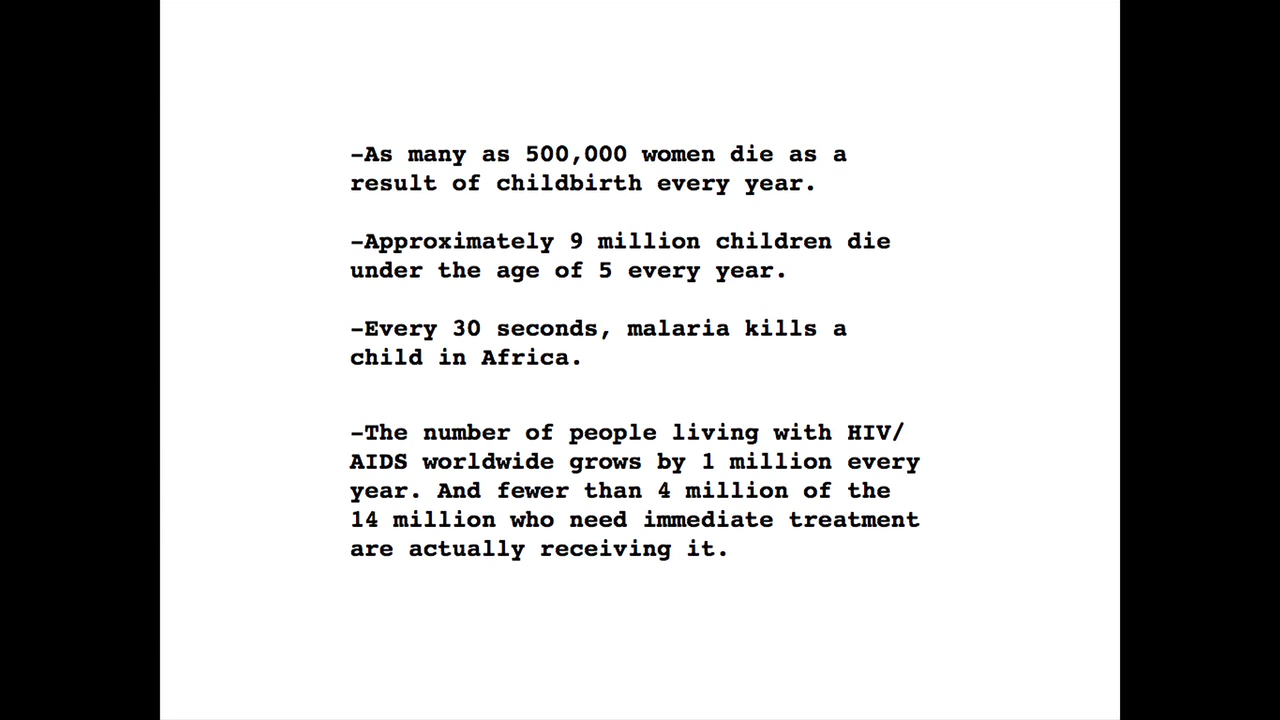 -As many as 500,000 women die as a
result of childbirth every year.
-Approximately 9 million children die
under the age of 5 every year.
-Every 30 seconds, malaria kills a
child in Africa.
-The number of people living with HIV/
AIDS worldwide grows by 1 million every
year. And fewer than 4 million of the
14 million who need immediate treatment
are actually receiving it.